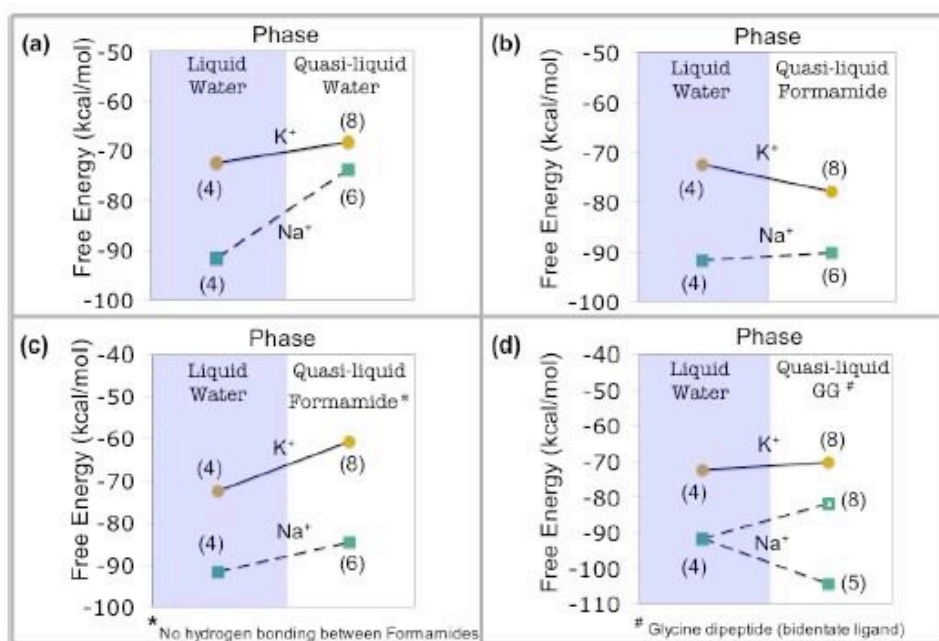 (a)
Phase
Free Energy (kcal/mol)
-50
-60
-70
-80
-90
-100
Liquid
Water
Quasi-liquid
Water
K⁺
(8)
(4)
(6)
Na⁺
(4)
(b)
Phase
Free Energy (kcal/mol)
-50
-60
-70
-80
-90
-100
Liquid
Water
Quasi-liquid
Formamide
K⁺
(8)
(4)
Na⁺
(4)
(6)
(c)
Phase
Free Energy (kcal/mol)
-40
-50
-60
-70
-80
-90
-100
Liquid
Water
Quasi-liquid
Formamide*
(4)
K⁺
(8)
(4)
Na⁺
(6)
* No hydrogen bonding between Formamides
(d)
Phase
Free Energy (kcal/mol)
-40
-50
-60
-70
-80
-90
-100
-110
Liquid
Water
Quasi-liquid
GG #
K⁺
(8)
(4)
(8)
Na⁺
(4)
(5)
# Glycine dipeptide (bidentate ligand)